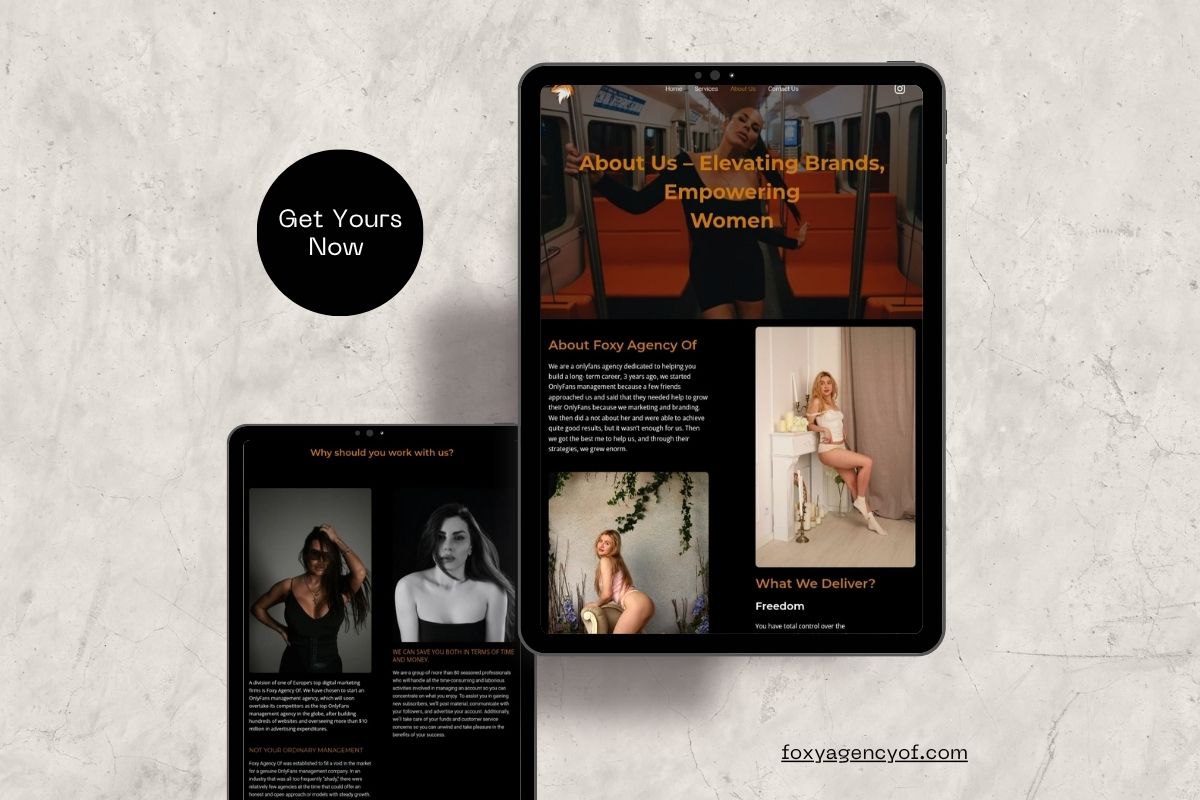 Home Services About Us Contact Us
About Us – Elevating Brands,
Empowering
Women
Get Yours
Now
About Foxy Agency Of
We are a onlyfans agency dedicated to helping you
build a long- term career, 3 years ago, we started
OnlyFans management because a few friends
approached us and said that they needed help to grow
their OnlyFans because we marketing and branding.
We then did a not about her and were able to achieve
quite good results, but it wasn't enough for us. Then
we got the best me to help us, and through their
strategies, we grew enorm.
What We Deliver?
Freedom
You have total control over the
Why should you work with us?
A division of one of Europe's top digital marketing
firms is Foxy Agency Of. We have chosen to start an
OnlyFans management agency, which will soon
overtake its competitors as the top OnlyFans
management agency in the globe, after building
hundreds of websites and overseeing more than $10
million in advertising expenditures.
NOT YOUR ORDINARY MANAGEMENT
Foxy Agency Of was established to fill a void in the market
for a genuine OnlyFans management company. In an
industry that was all too frequently "shady," there were
relatively few agencies at the time that could offer an
honest and open approach or models with steady growth.
WE CAN SAVE YOU BOTH IN TERMS OF TIME
AND MONEY.
We are a group of more than 80 seasoned professionals
who will handle all the time-consuming and laborious
activities involved in managing an account so you can
concentrate on what you enjoy. To assist you in gaining
new subscribers, we'll post material, communicate with
your followers, and advertise your account. Additionally,
we'll take care of your funds and customer service
concerns so you can unwind and take pleasure in the
benefits of your success.
foxyagencyof.com